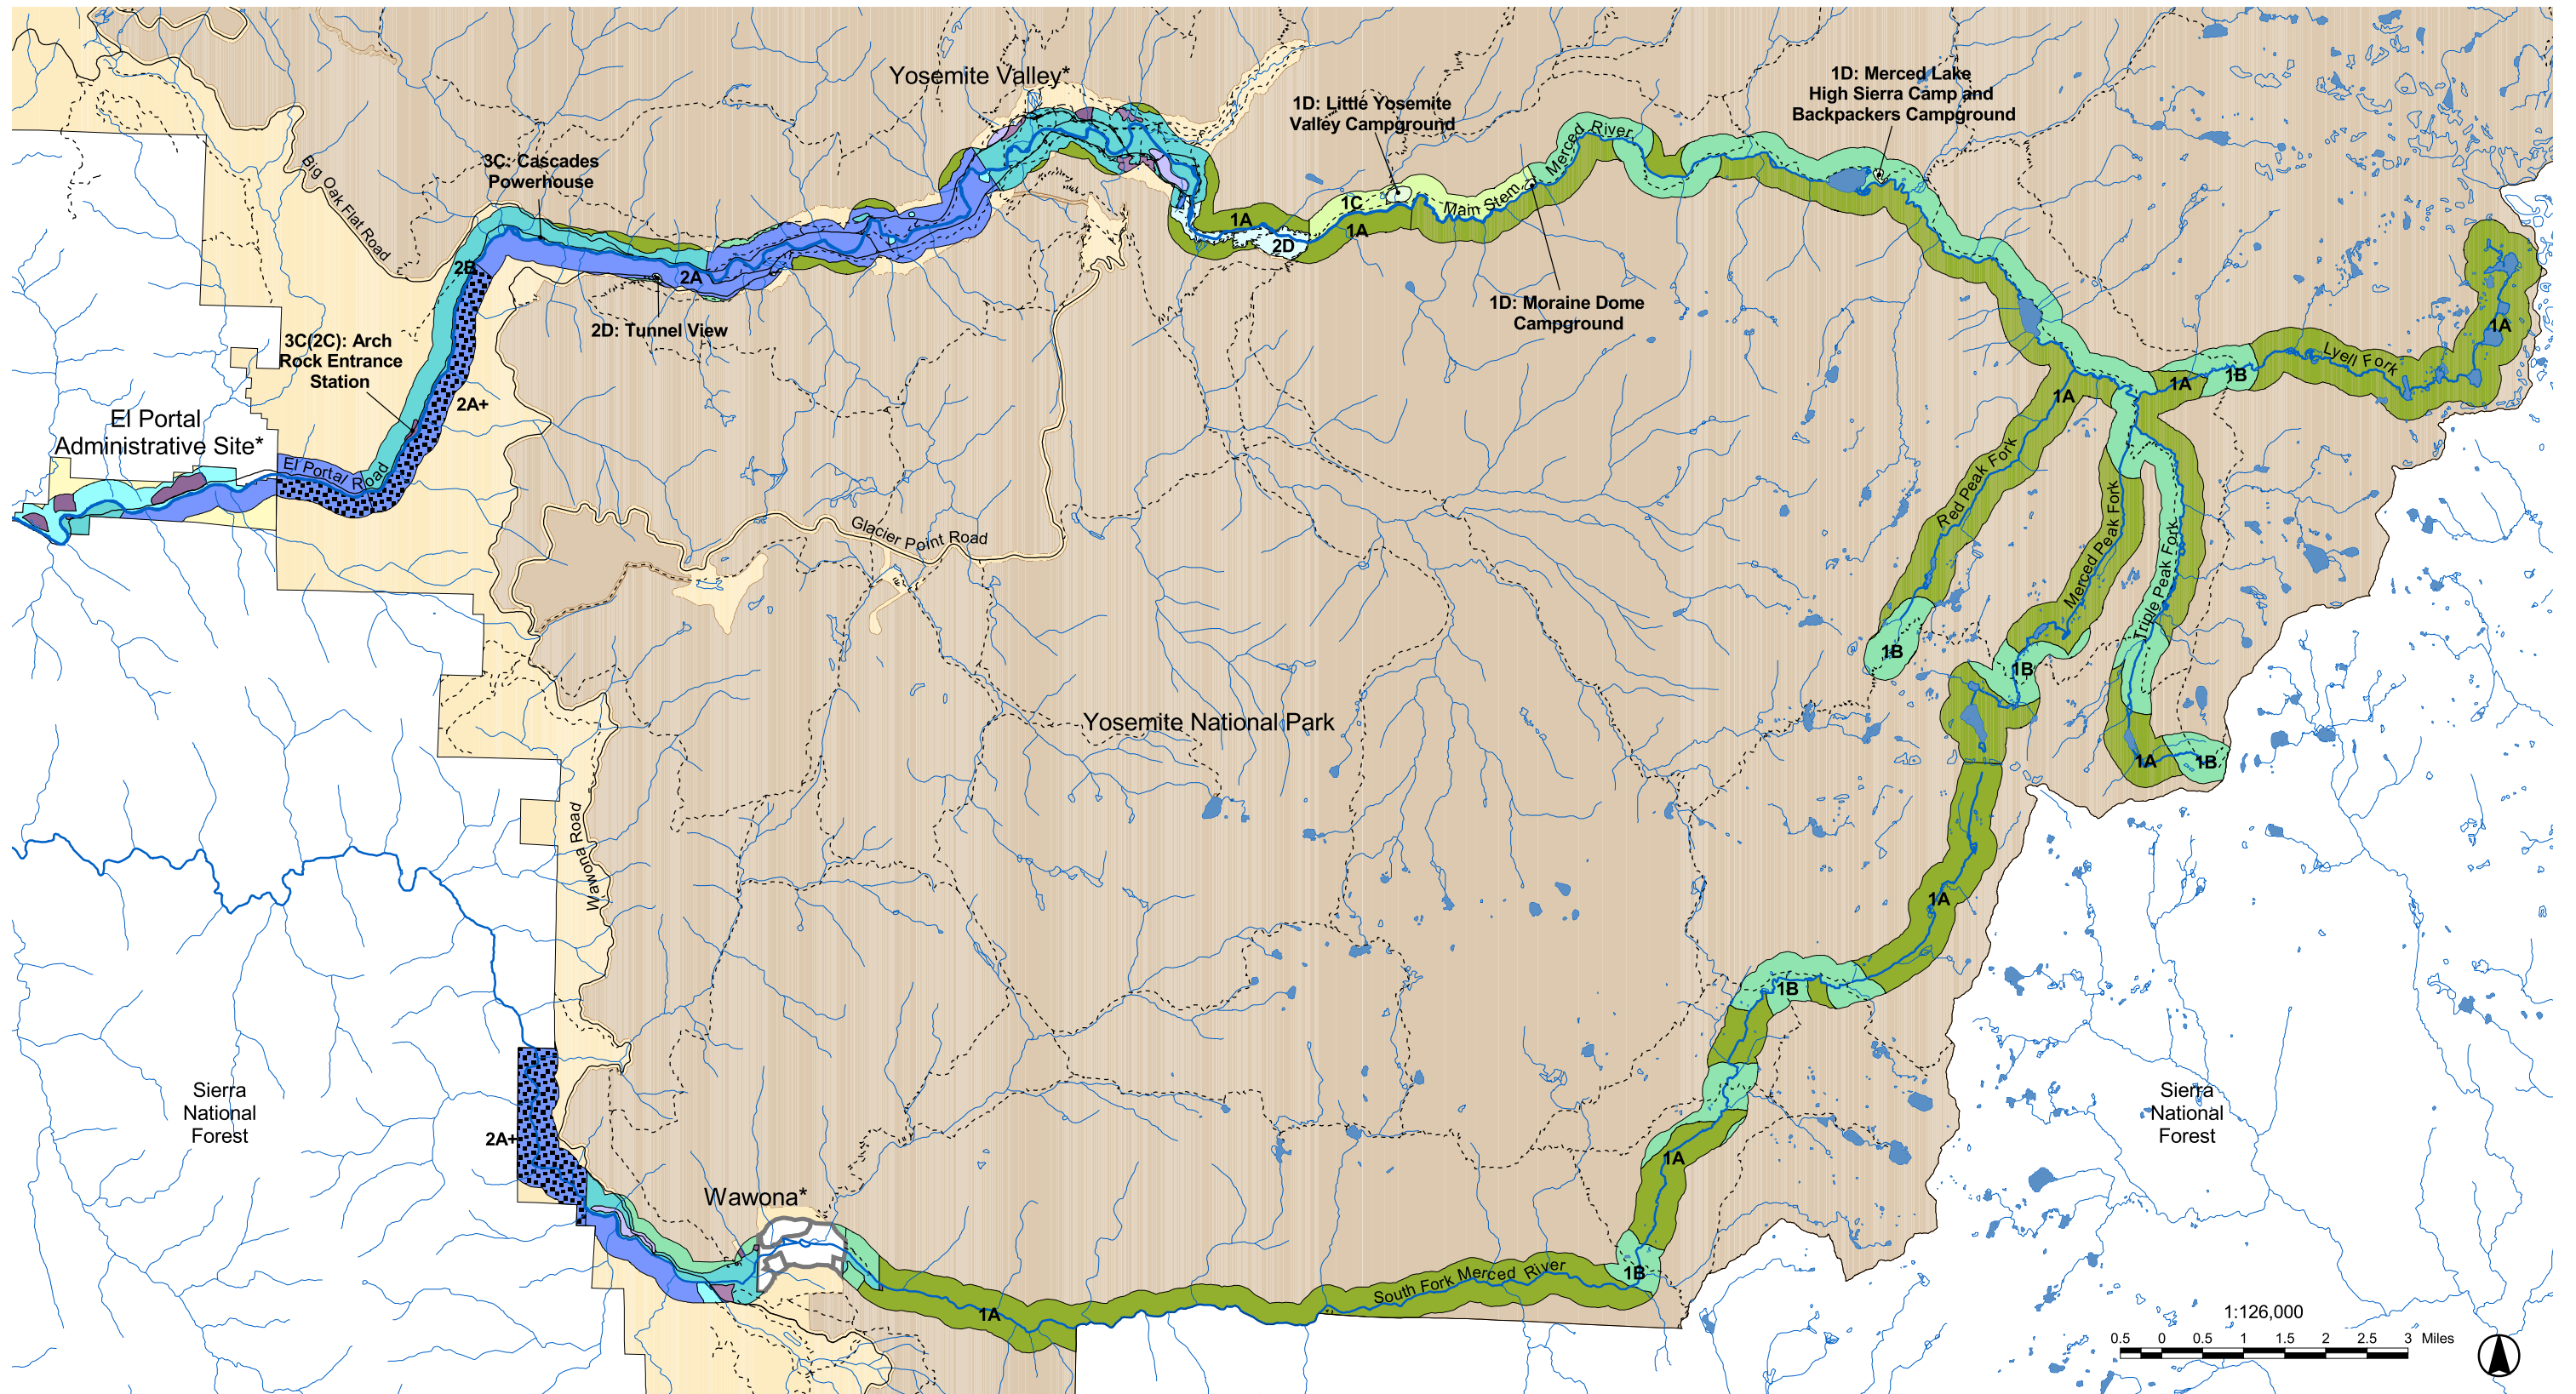 Yosemite Valley*
1D: Merced Lake
High Sierra Camp and
Backpackers Campground
1D: Little Yosemite
Valley Campground
Merced River
3C: Cascades
Powerhouse
Big Oak Flat Road
1C
Main Stem
1A
1A
2D
2B
2A
1D: Moraine Dome
Campground
2D: Tunnel View
1A
3C(2C): Arch
Rock Entrance
Station
Lyell Fork
1B
1A
1A
2A+
El Portal
Administrative Site*
El Portal Road
Red Peak Fork
Merced Peak Fork
Triple Peak Fork
Glacier Point Road
1B
1B
Yosemite National Park
1A
1B
Wawona Road
1A
1B
Sierra
National
Forest
Sierra
National
Forest
2A+
1A
Wawona*
1B
South Fork Merced River
1A
1:126,000
0.5 0 0.5 1 1.5 2 2.5 3 Miles